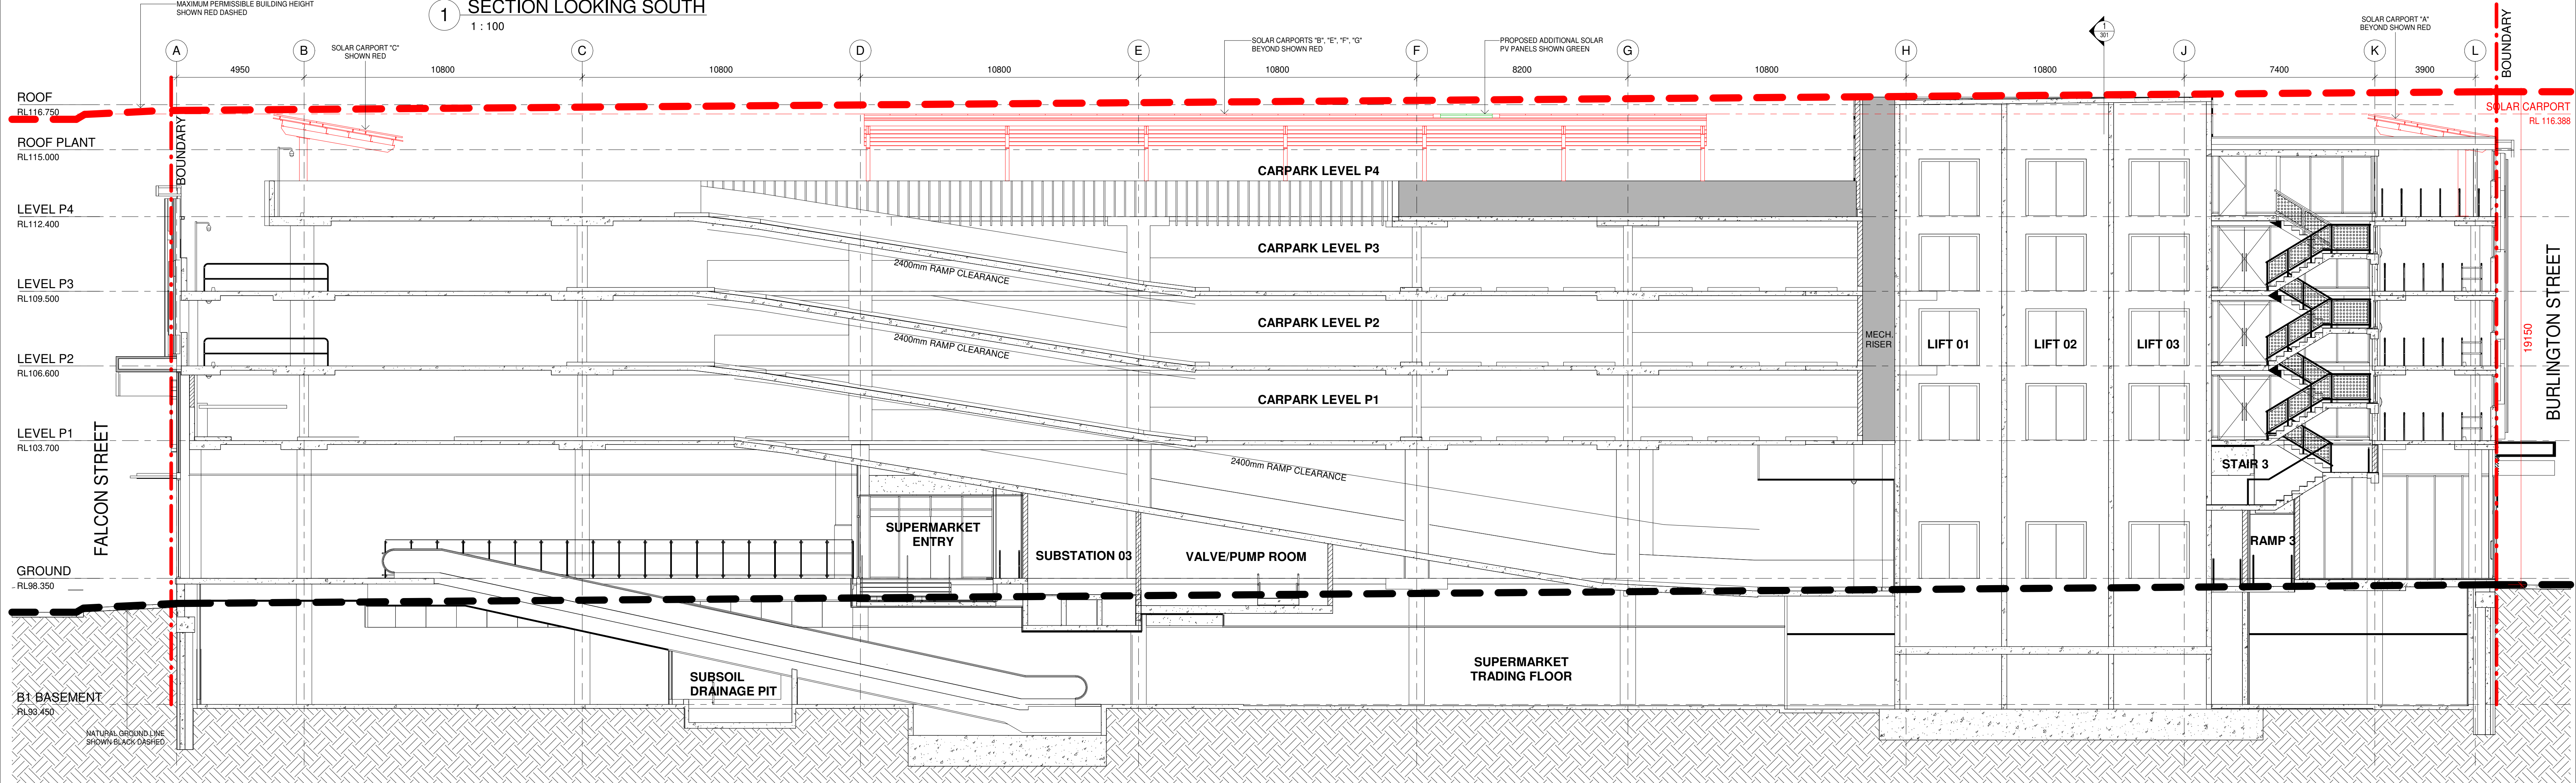 MAXIMUM PERMISSIBLE BUILDING HEIGHT
SHOWN RED DASHED
1
SECTION LOOKING SOUTH
1 : 100
BOUNDARY
1
301
SOLAR CARPORT "A"
BEYOND SHOWN RED
SOLAR CARPORT "C"
SHOWN RED
SOLAR CARPORTS "B", "E", "F", "G"
BEYOND SHOWN RED
PROPOSED ADDITIONAL SOLAR
PV PANELS SHOWN GREEN
A
B
C
D
E
F
G
H
J
K
L
4950
10800
10800
10800
10800
8200
10800
10800
7400
3900
ROOF
RL116.750
SOLAR CARPORT
RL 116.388
ROOF PLANT
RL115.000
BOUNDARY
CARPARK LEVEL P4
LEVEL P4
RL112.400
CARPARK LEVEL P3
2400mm RAMP CLEARANCE
LEVEL P3
RL109.500
CARPARK LEVEL P2
2400mm RAMP CLEARANCE
MECH.
RISER
LIFT 01
LIFT 02
LIFT 03
19150
BURLINGTON STREET
LEVEL P2
RL106.600
CARPARK LEVEL P1
LEVEL P1
RL103.700
2400mm RAMP CLEARANCE
STAIR 3
FALCON STREET
SUPERMARKET
ENTRY
SUBSTATION 03
VALVE/PUMP ROOM
RAMP 3
GROUND
RL98.350
SUBSOIL
DRAINAGE PIT
SUPERMARKET
TRADING FLOOR
B1 BASEMENT
RL93.450
NATURAL GROUND LINE
SHOWN BLACK DASHED